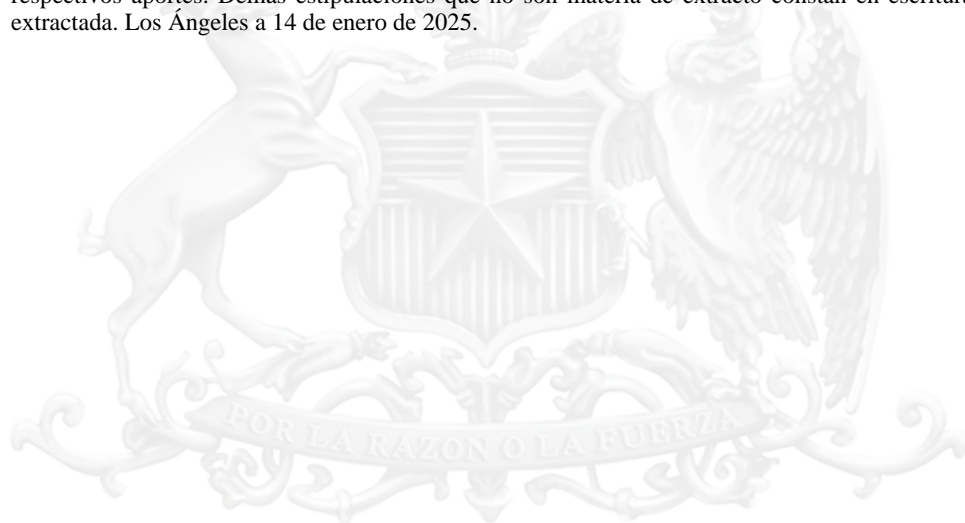 respectivos aportes. Demás estipulaciones que no son materia de extracto constan en escritura
extractada. Los Ángeles a 14 de enero de 2025.
POR LA RAZON O LA FUERZA